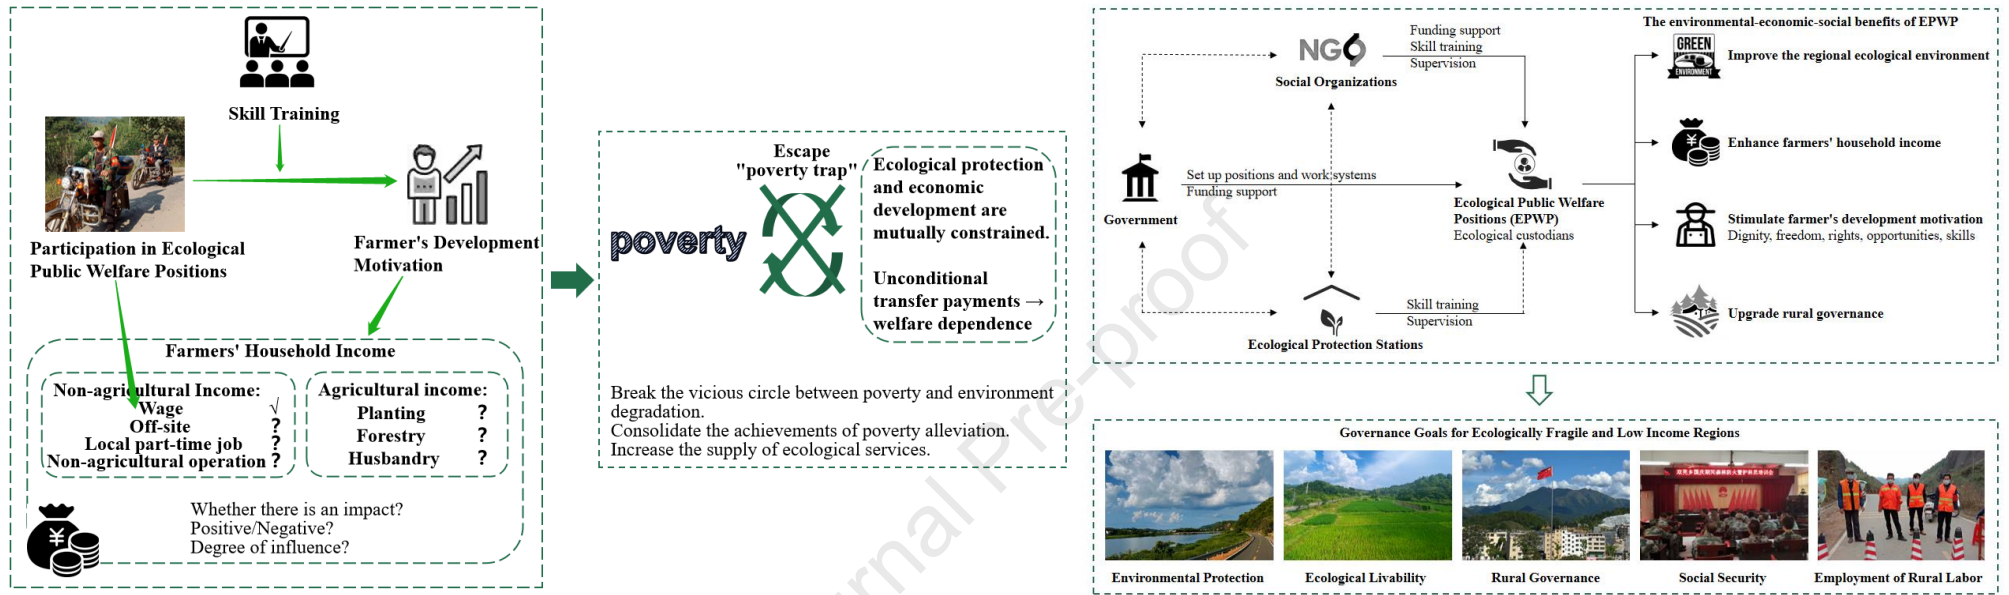 Skill Training
Participation in Ecological
Public Welfare Positions
Farmer's Development
Motivation
Farmers' Household Income
Non-agricultural Income:
Wage √
Off-site ?
Local part-time job ?
Non-agricultural operation ?
Agricultural income:
Planting ?
Forestry ?
Husbandry ?
¥
Whether there is an impact?
Positive/Negative?
Degree of influence?
Escape
"poverty trap"
poverty
Ecological protection
and economic
development are
mutually constrained.
Unconditional
transfer payments →
welfare dependence
Break the vicious circle between poverty and environment
degradation.
Consolidate the achievements of poverty alleviation.
Increase the supply of ecological services.
NGO
Social Organizations
Funding support
Skill training
Supervision
Government
Set up positions and work systems
Funding support
Ecological Public Welfare
Positions (EPWP)
Ecological custodians
Ecological Protection Stations
Skill training
Supervision
The environmental-economic-social benefits of EPWP
GREEN
ENVIRONMENT
Improve the regional ecological environment
¥
Enhance farmers' household income
Stimulate farmer's development motivation
Dignity, freedom, rights, opportunities, skills
Upgrade rural governance
Governance Goals for Ecologically Fragile and Low Income Regions
Environmental Protection
Ecological Livability
Rural Governance
Social Security
Employment of Rural Labor
rnal Pre-proof